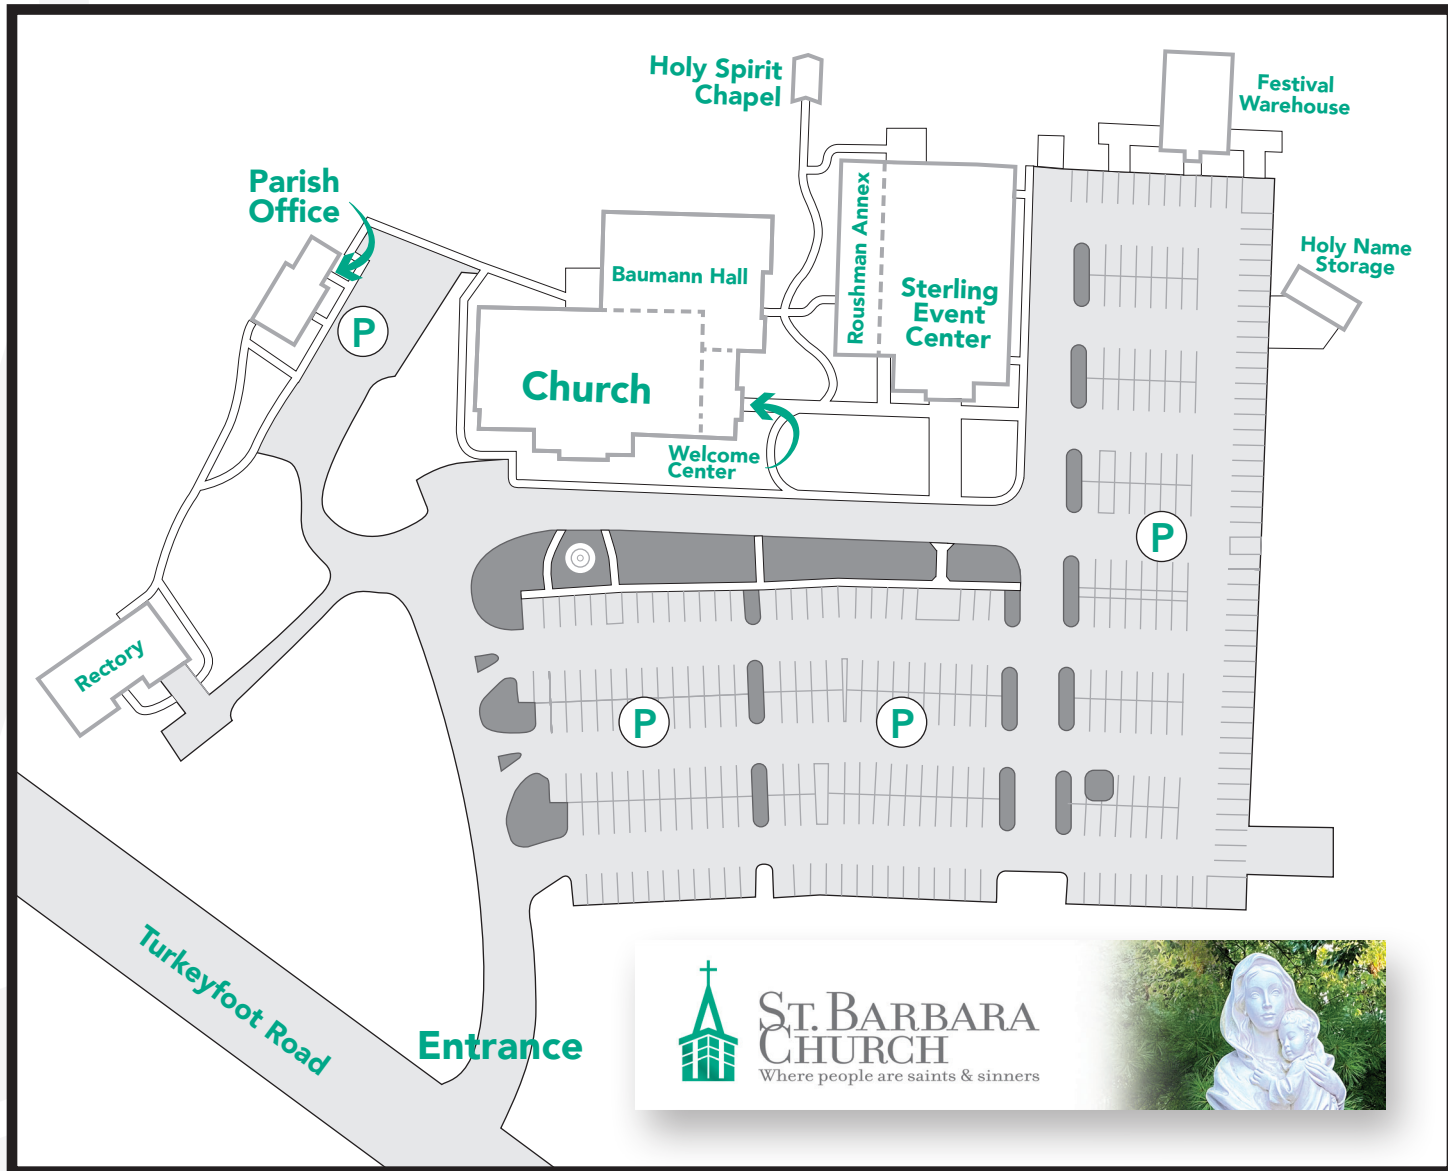 Holy Spirit
Chapel
Festival
Warehouse
Parish
Office
Roushman Annex
Holy Name
Storage
Baumann Hall
Sterling
Event
Center
P
Church
Welcome
Center
P
Rectory
P
P
Turkeyfoot Road
Entrance
ST. BARBARA
CHURCH
Where people are saints & sinners